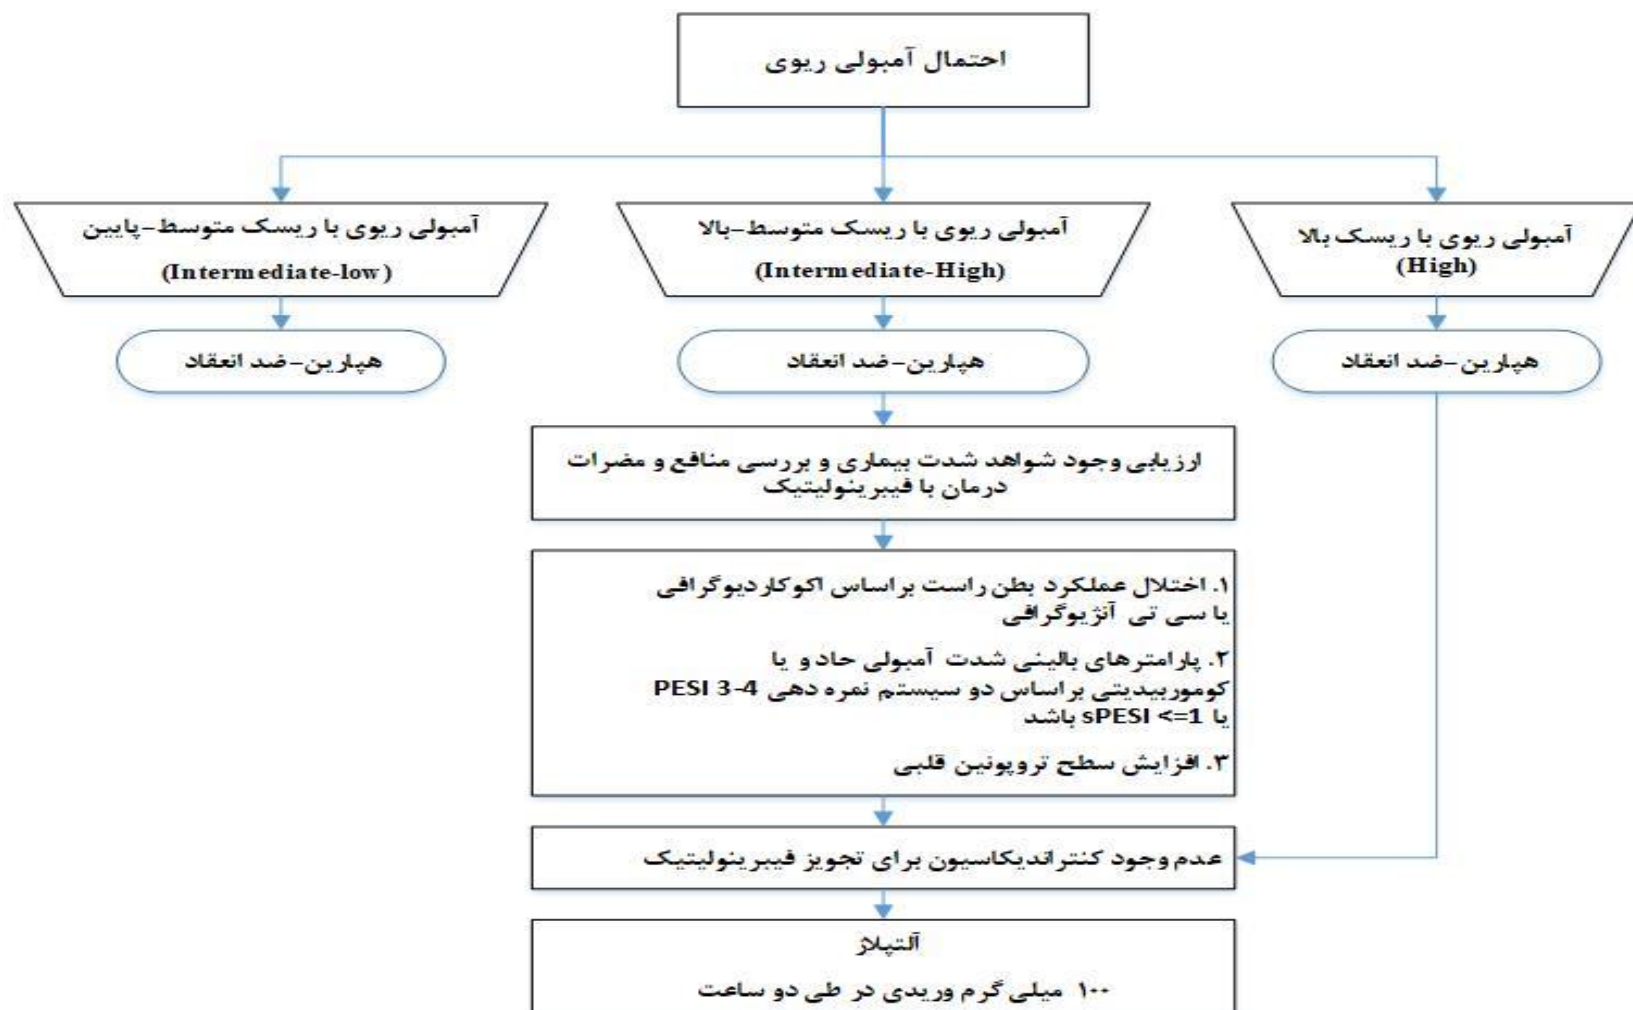 احتمال آمبولی ریوی
آمبولی ریوی با ریسک بالا
(High)
آمبولی ریوی با ریسک متوسط-بالا
(Intermediate-High)
آمبولی ریوی با ریسک متوسط-پایین
(Intermediate-low)
هپارین-ضد انعقاد
هپارین-ضد انعقاد
هپارین-ضد انعقاد
ارزیابی وجود شواهد شدت بیماری و بررسی منافع و مضرات
درمان با فیبرینولیتیک
۱. اختلال عملکرد بطن راست براساس اکوکاردیوگرافی
یا سی تی آنژیوگرافی
۲. پارامترهای بالینی شدت آمبولی حاد و یا
کوموربیدیتی براساس دو سیستم نمره دهی PESI 3-4
یا sPESI <=1 باشد
۳. افزایش سطح تروپونین قلبی
عدم وجود کنتراندیکاسیون برای تجویز فیبرینولیتیک
آلتپلاز
۱۰۰ میلی گرم وریدی در طی دو ساعت